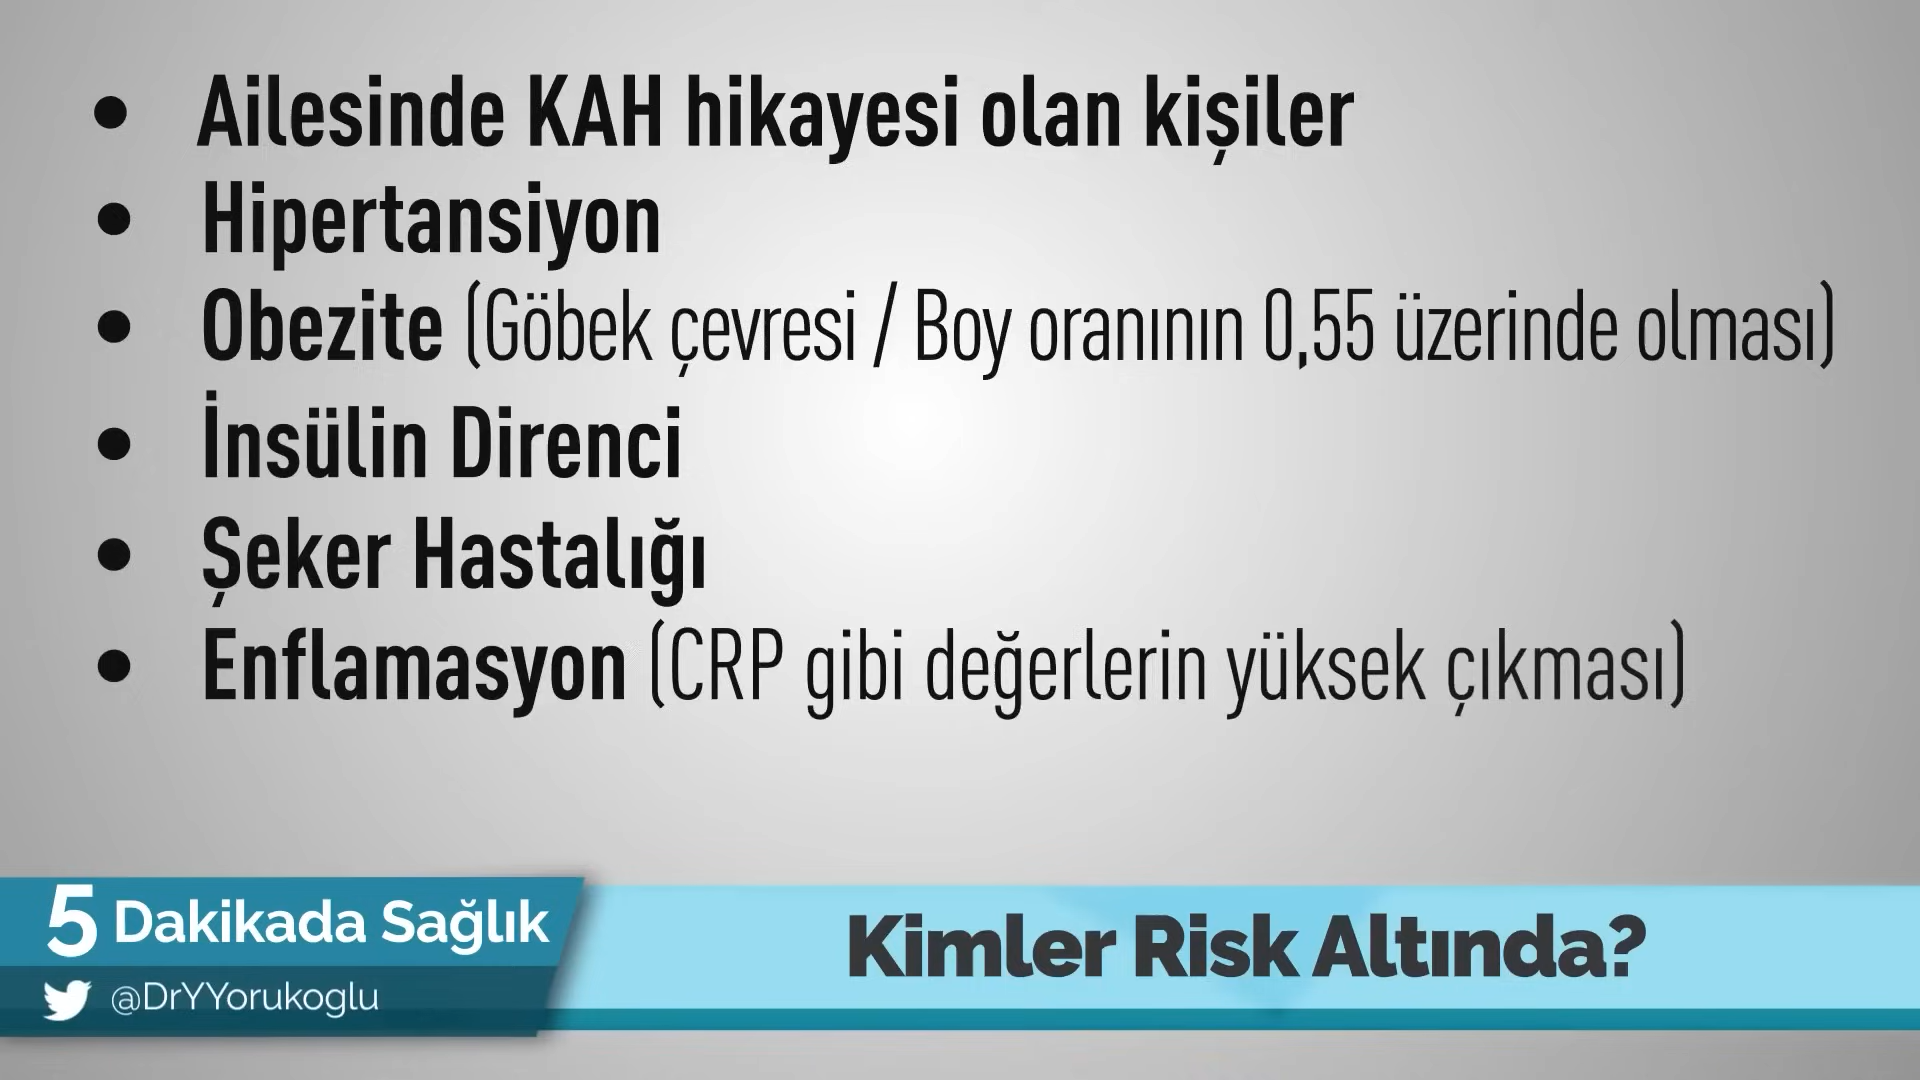 • Ailesinde KAH hikayesi olan kişiler
• Hipertansiyon
• Obezite (Göbek çevresi / Boy oranının 0,55 üzerinde olması)
• İnsülin Direnci
• Şeker Hastalığı
• Enflamasyon (CRP gibi değerlerin yüksek çıkması)
5 Dakikada Sağlık
@DrYYorukoglu
Kimler Risk Altında?